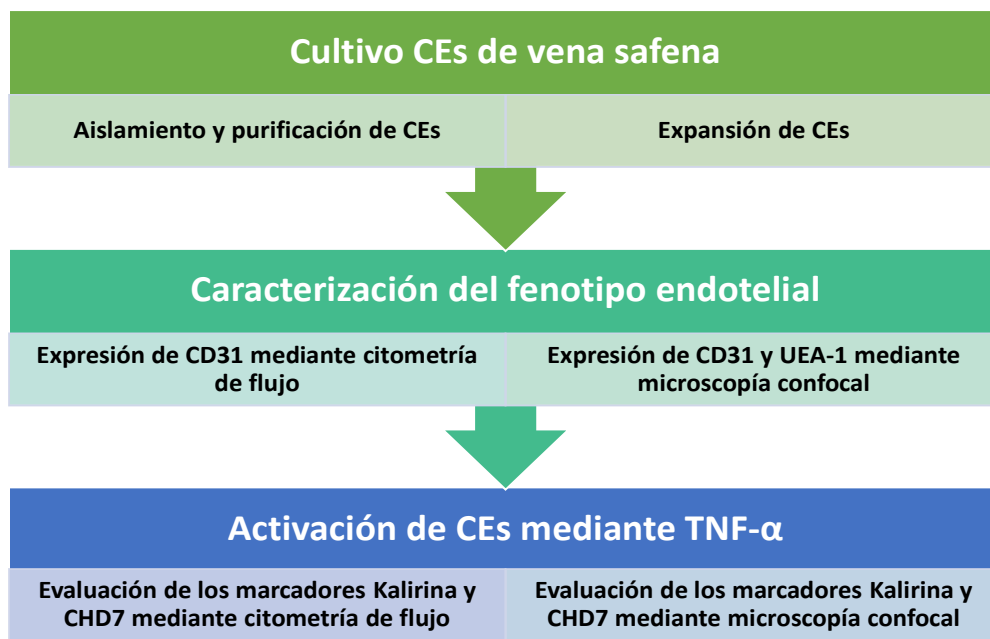 Cultivo CEs de vena safena
Aislamiento y purificación de CEs
Expansión de CEs
Caracterización del fenotipo endotelial
Expresión de CD31 mediante citometría
de flujo
Expresión de CD31 y UEA-1 mediante
microscopía confocal
Activación de CEs mediante TNF-α
Evaluación de los marcadores Kalirina y
CHD7 mediante citometría de flujo
Evaluación de los marcadores Kalirina y
CHD7 mediante microscopía confocal